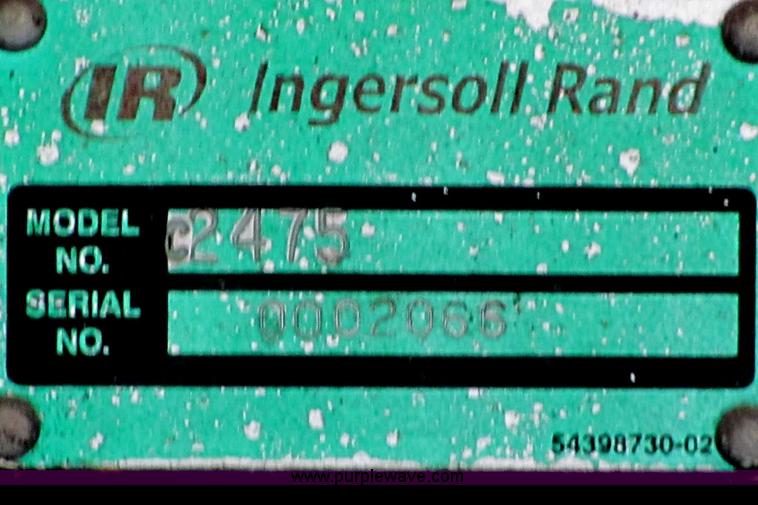 IR Ingersoll Rand
MODEL NO. 2475
SERIAL NO. 0002066
54398730-02
www.purplewave.com